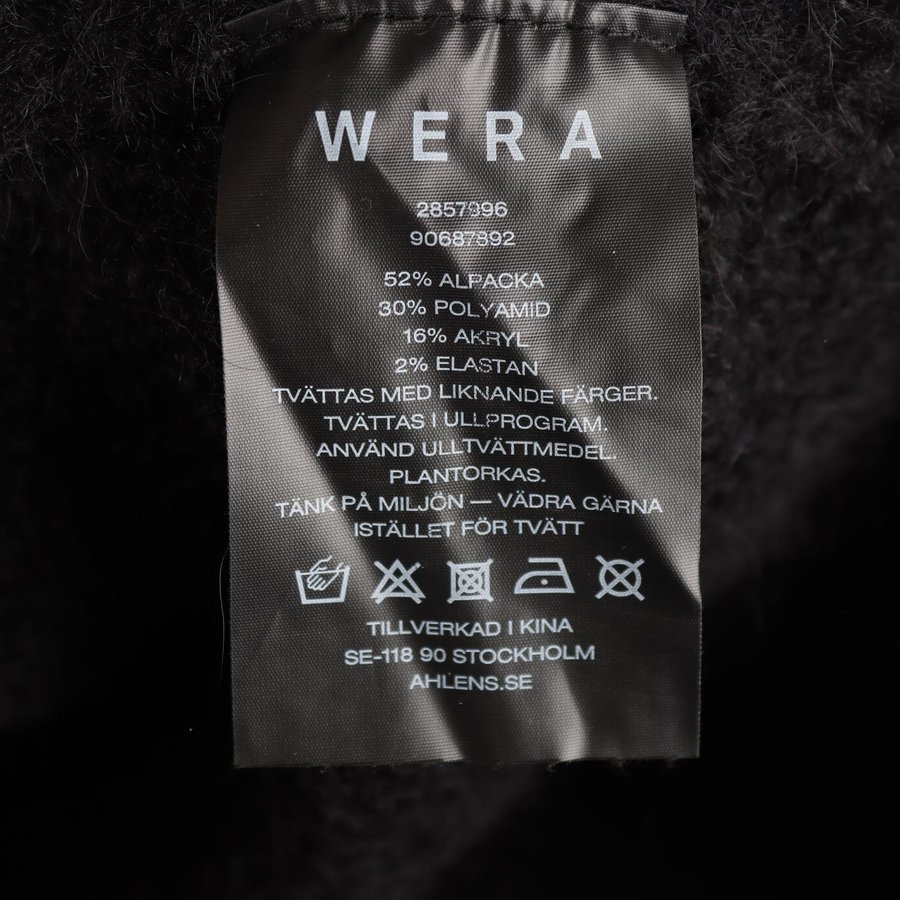 WERA
2857996
90687892
52% ALPACKA
30% POLYAMID
16% AKRYL
2% ELASTAN
TVÄTTAS MED LIKNANDE FÄRGER.
TVÄTTAS I ULLPROGRAM.
ANVÄND ULLTVÄTTMEDEL.
PLANTORKAS.
TÄNK PÅ MILJÖN — VÄDRA GÄRNA
ISTÄLLET FÖR TVÄTT
TILLVERKAD I KINA
SE-118 90 STOCKHOLM
AHLENS.SE